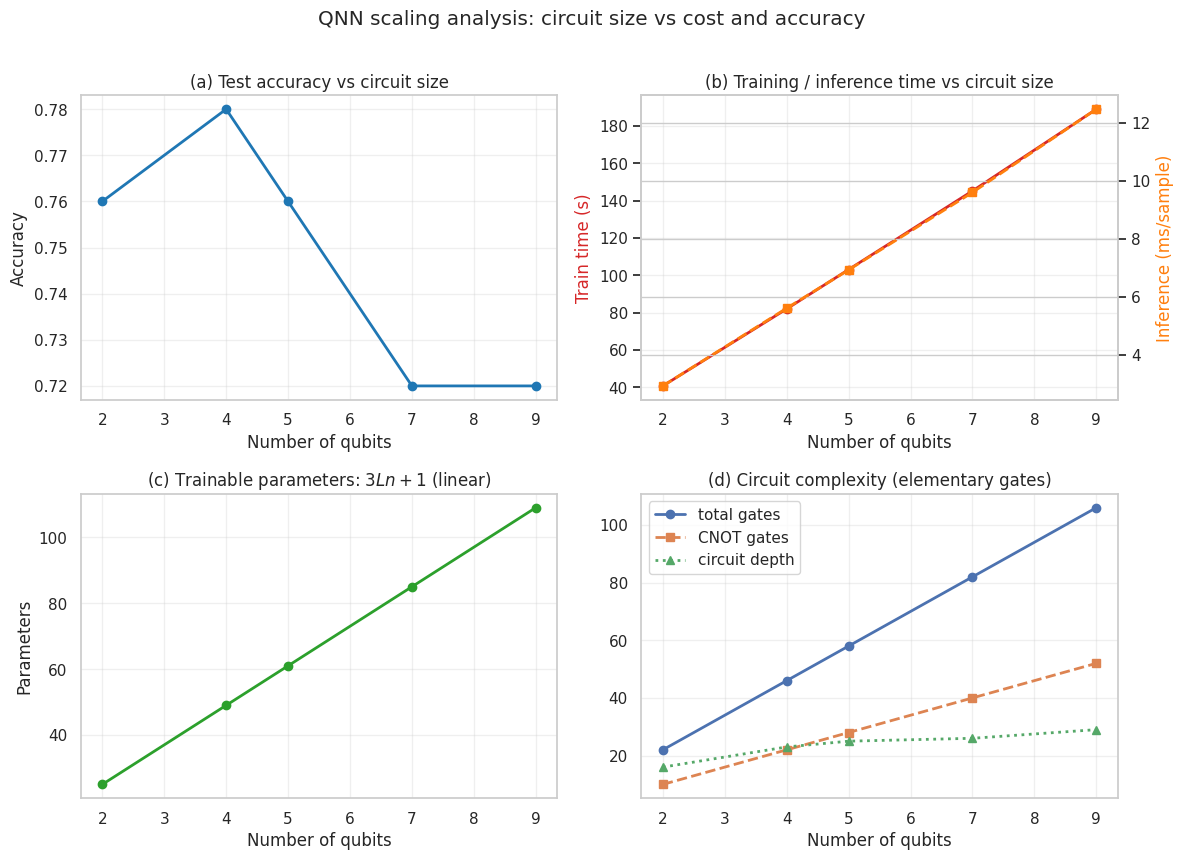 QNN scaling analysis: circuit size vs cost and accuracy
(a) Test accuracy vs circuit size
0.78
0.77
0.76
0.75
0.74
0.73
0.72
Accuracy
2 3 4 5 6 7 8 9
Number of qubits
(b) Training / inference time vs circuit size
180
160
140
120
100
80
60
40
Train time (s)
12
10
8
6
4
Inference (ms/sample)
2 3 4 5 6 7 8 9
Number of qubits
(c) Trainable parameters: 3Ln + 1 (linear)
100
80
60
40
Parameters
2 3 4 5 6 7 8 9
Number of qubits
(d) Circuit complexity (elementary gates)
total gates
CNOT gates
circuit depth
100
80
60
40
20
2 3 4 5 6 7 8 9
Number of qubits